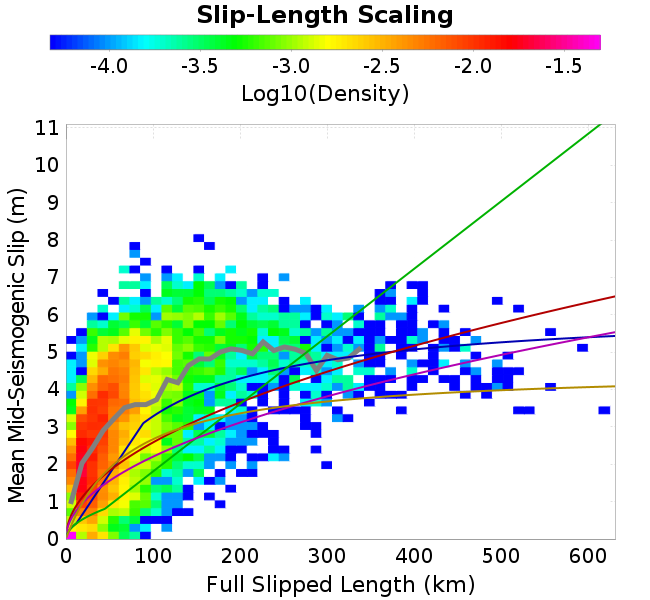 Slip-Length Scaling
-4.0 -3.5 -3.0 -2.5 -2.0 -1.5
Log10(Density)
Mean Mid-Seismogenic Slip (m)
11
10
9
8
7
6
5
4
3
2
1
0
0 100 200 300 400 500 600
Full Slipped Length (km)